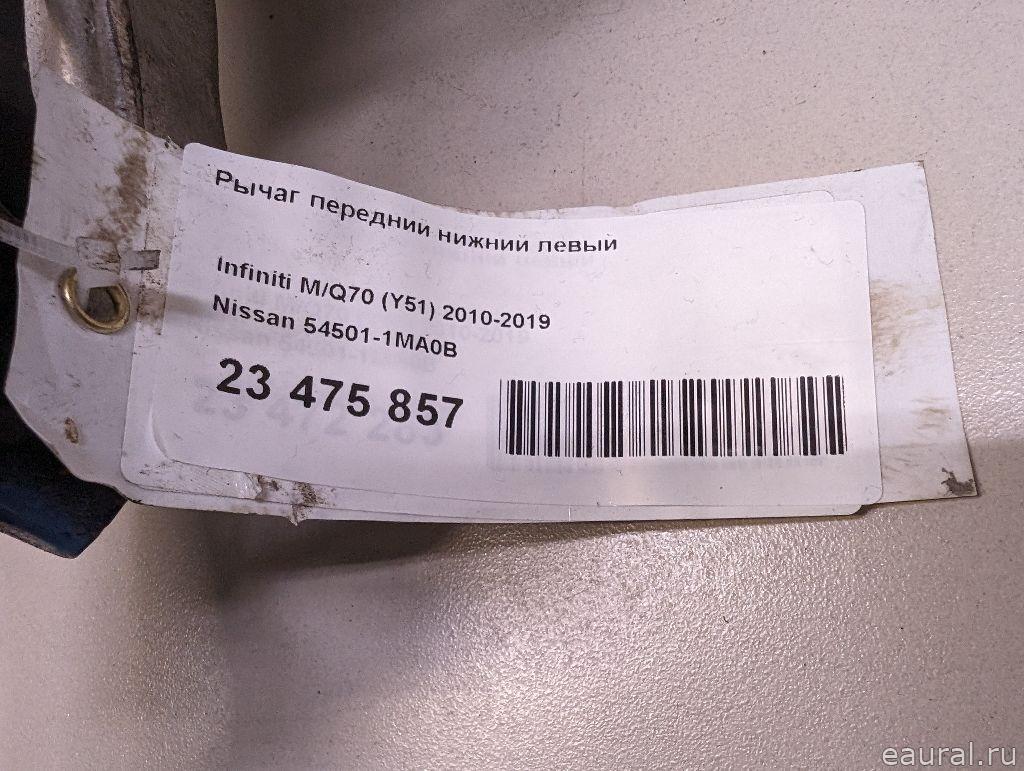 Рычаг передний нижний левый
Infiniti M/Q70 (Y51) 2010-2019
Nissan 54501-1MA0B
23 475 857
eaural.ru